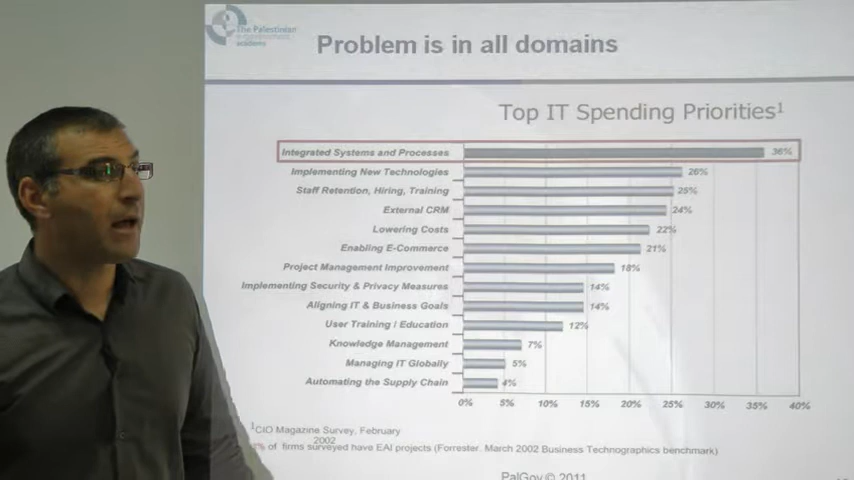 The Palestinian
e-government
academy
Problem is in all domains
Top IT Spending Priorities¹
Integrated Systems and Processes 36%
Implementing New Technologies 26%
Staff Retention, Hiring, Training 25%
External CRM 24%
Lowering Costs 22%
Enabling E-Commerce 21%
Project Management Improvement 18%
Implementing Security & Privacy Measures 14%
Aligning IT & Business Goals 14%
User Training / Education 12%
Knowledge Management 7%
Managing IT Globally 5%
Automating the Supply Chain 4%
0% 5% 10% 15% 20% 25% 30% 35% 40%
¹CIO Magazine Survey, February
2002
of firms surveyed have EAI projects (Forrester. March 2002 Business Technographics benchmark)
PalGov © 2011